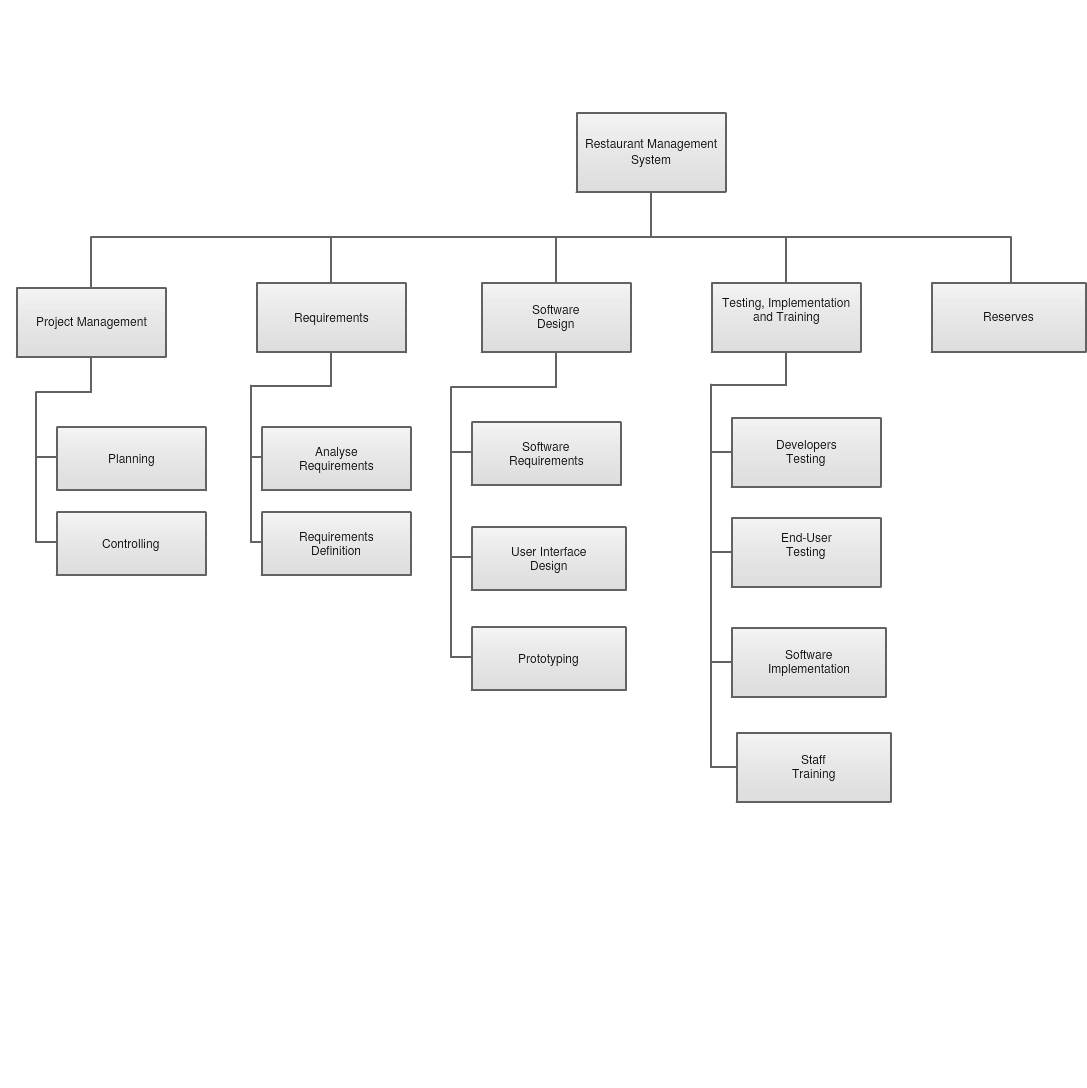 Restaurant Management
System
Project Management
Requirements
Software
Design
Testing, Implementation
and Training
Reserves
Planning
Controlling
Analyse
Requirements
Requirements
Definition
Software
Requirements
User Interface
Design
Prototyping
Developers
Testing
End-User
Testing
Software
Implementation
Staff
Training